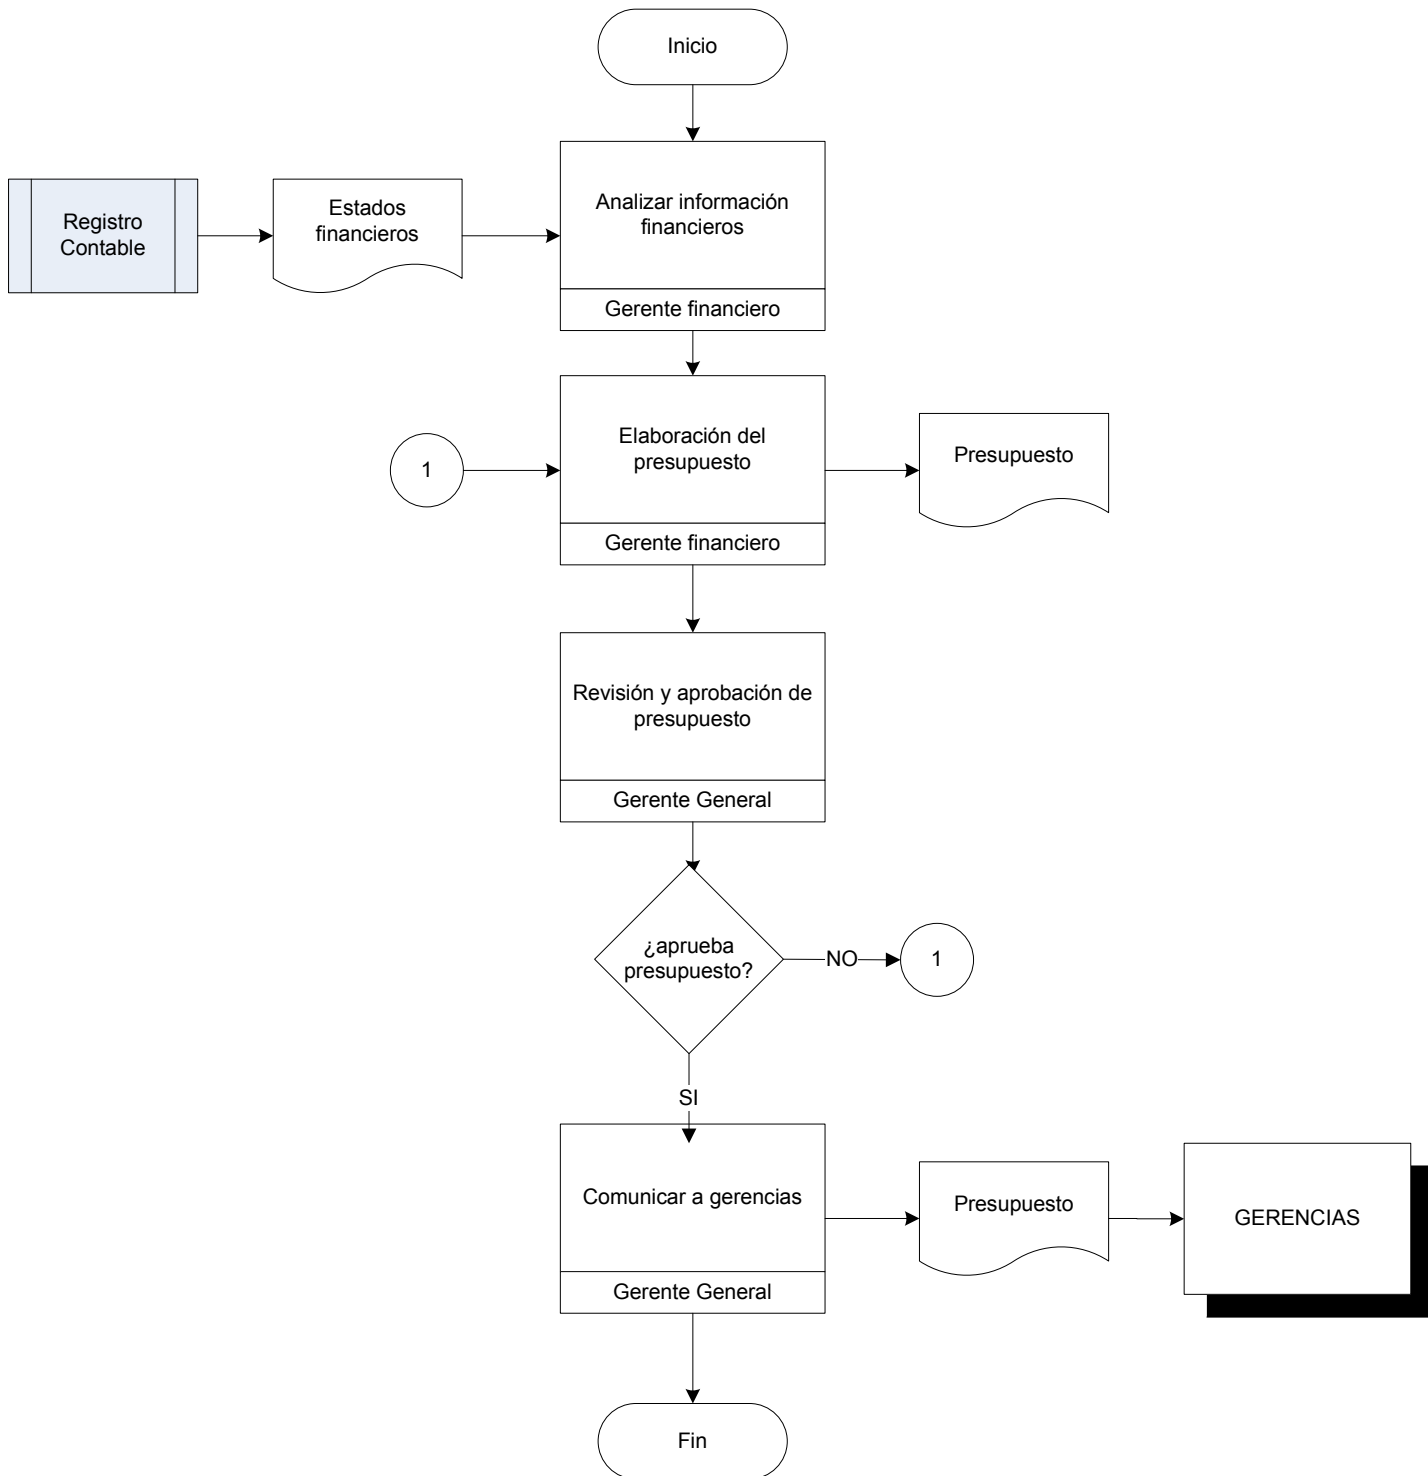 Inicio
Registro
Contable
Estados
financieros
Analizar información
financieros
Gerente financiero
1
Elaboración del
presupuesto
Gerente financiero
Presupuesto
Revisión y aprobación de
presupuesto
Gerente General
¿aprueba
presupuesto?
NO
1
SI
Comunicar a gerencias
Gerente General
Presupuesto
GERENCIAS
Fin